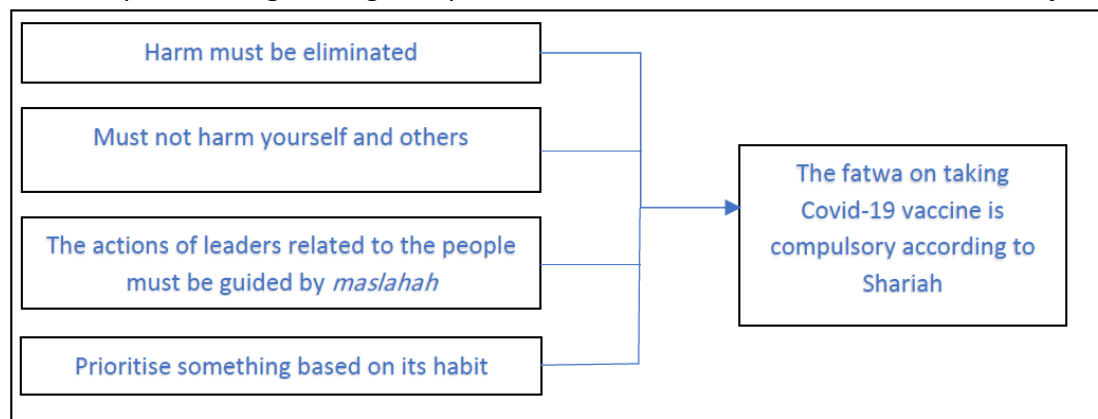 Harm must be eliminated
Must not harm yourself and others
The actions of leaders related to the people
must be guided by maslahah
Prioritise something based on its habit
The fatwa on taking
Covid-19 vaccine is
compulsory according to
Shariah